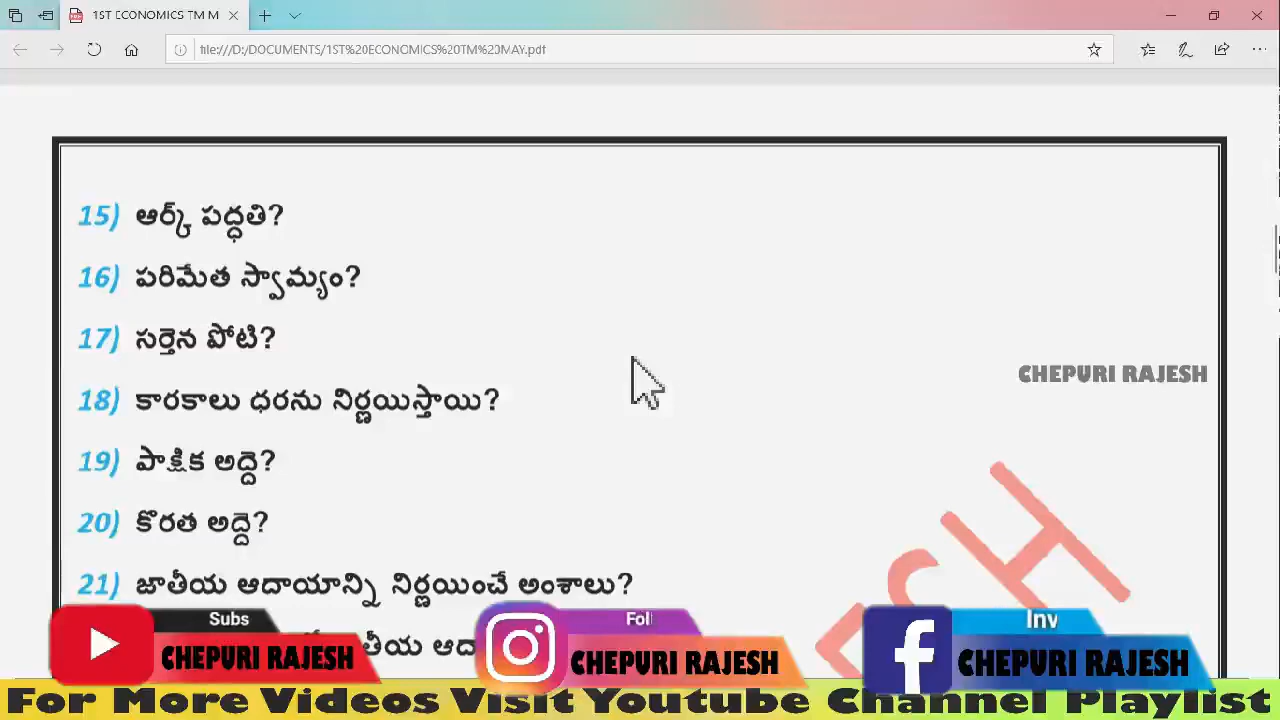 1ST ECONOMICS TM M
file:///D:/DOCUMENTS/1ST%20ECONOMICS%20TM%20MAY.pdf
15) ఆర్క్ పద్ధతి?
16) పరిమేత స్వామ్యం?
17) సర్తెన పోటి?
CHEPURI RAJESH
18) కారకాలు ధరను నిర్ణయిస్తాయి?
19) పాక్షిక అద్దె?
20) కొరత అద్దె?
21) జాతీయ ఆదాయాన్ని నిర్ణయించే అంశాలు?
తీయ ఆదా
ECH
Subs
CHEPURI RAJESH
Foll
CHEPURI RAJESH
Inv
CHEPURI RAJESH
For More Videos Visit Youtube Channel Playlist